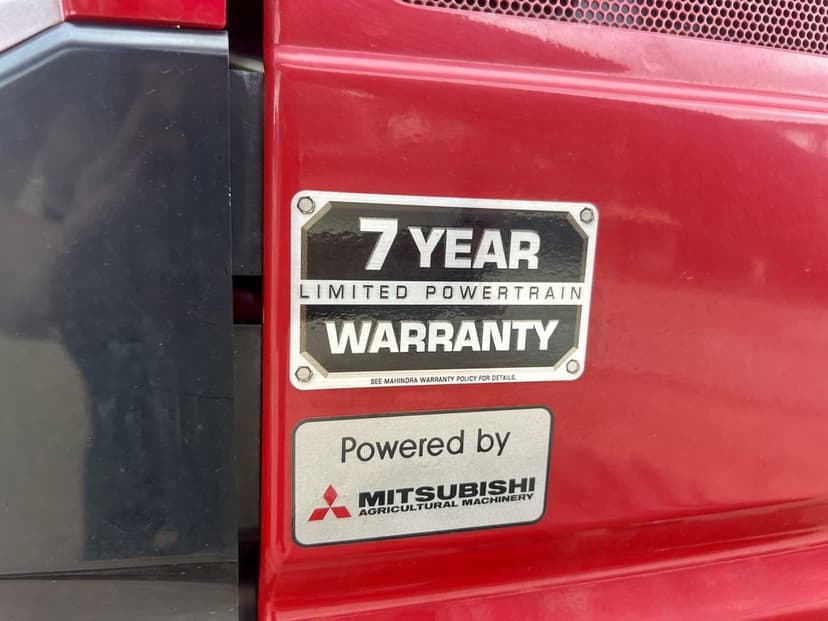 7 YEAR
LIMITED POWERTRAIN
WARRANTY
SEE MAHINDRA WARRANTY POLICY FOR DETAILS.
Powered by
MITSUBISHI
AGRICULTURAL MACHINERY